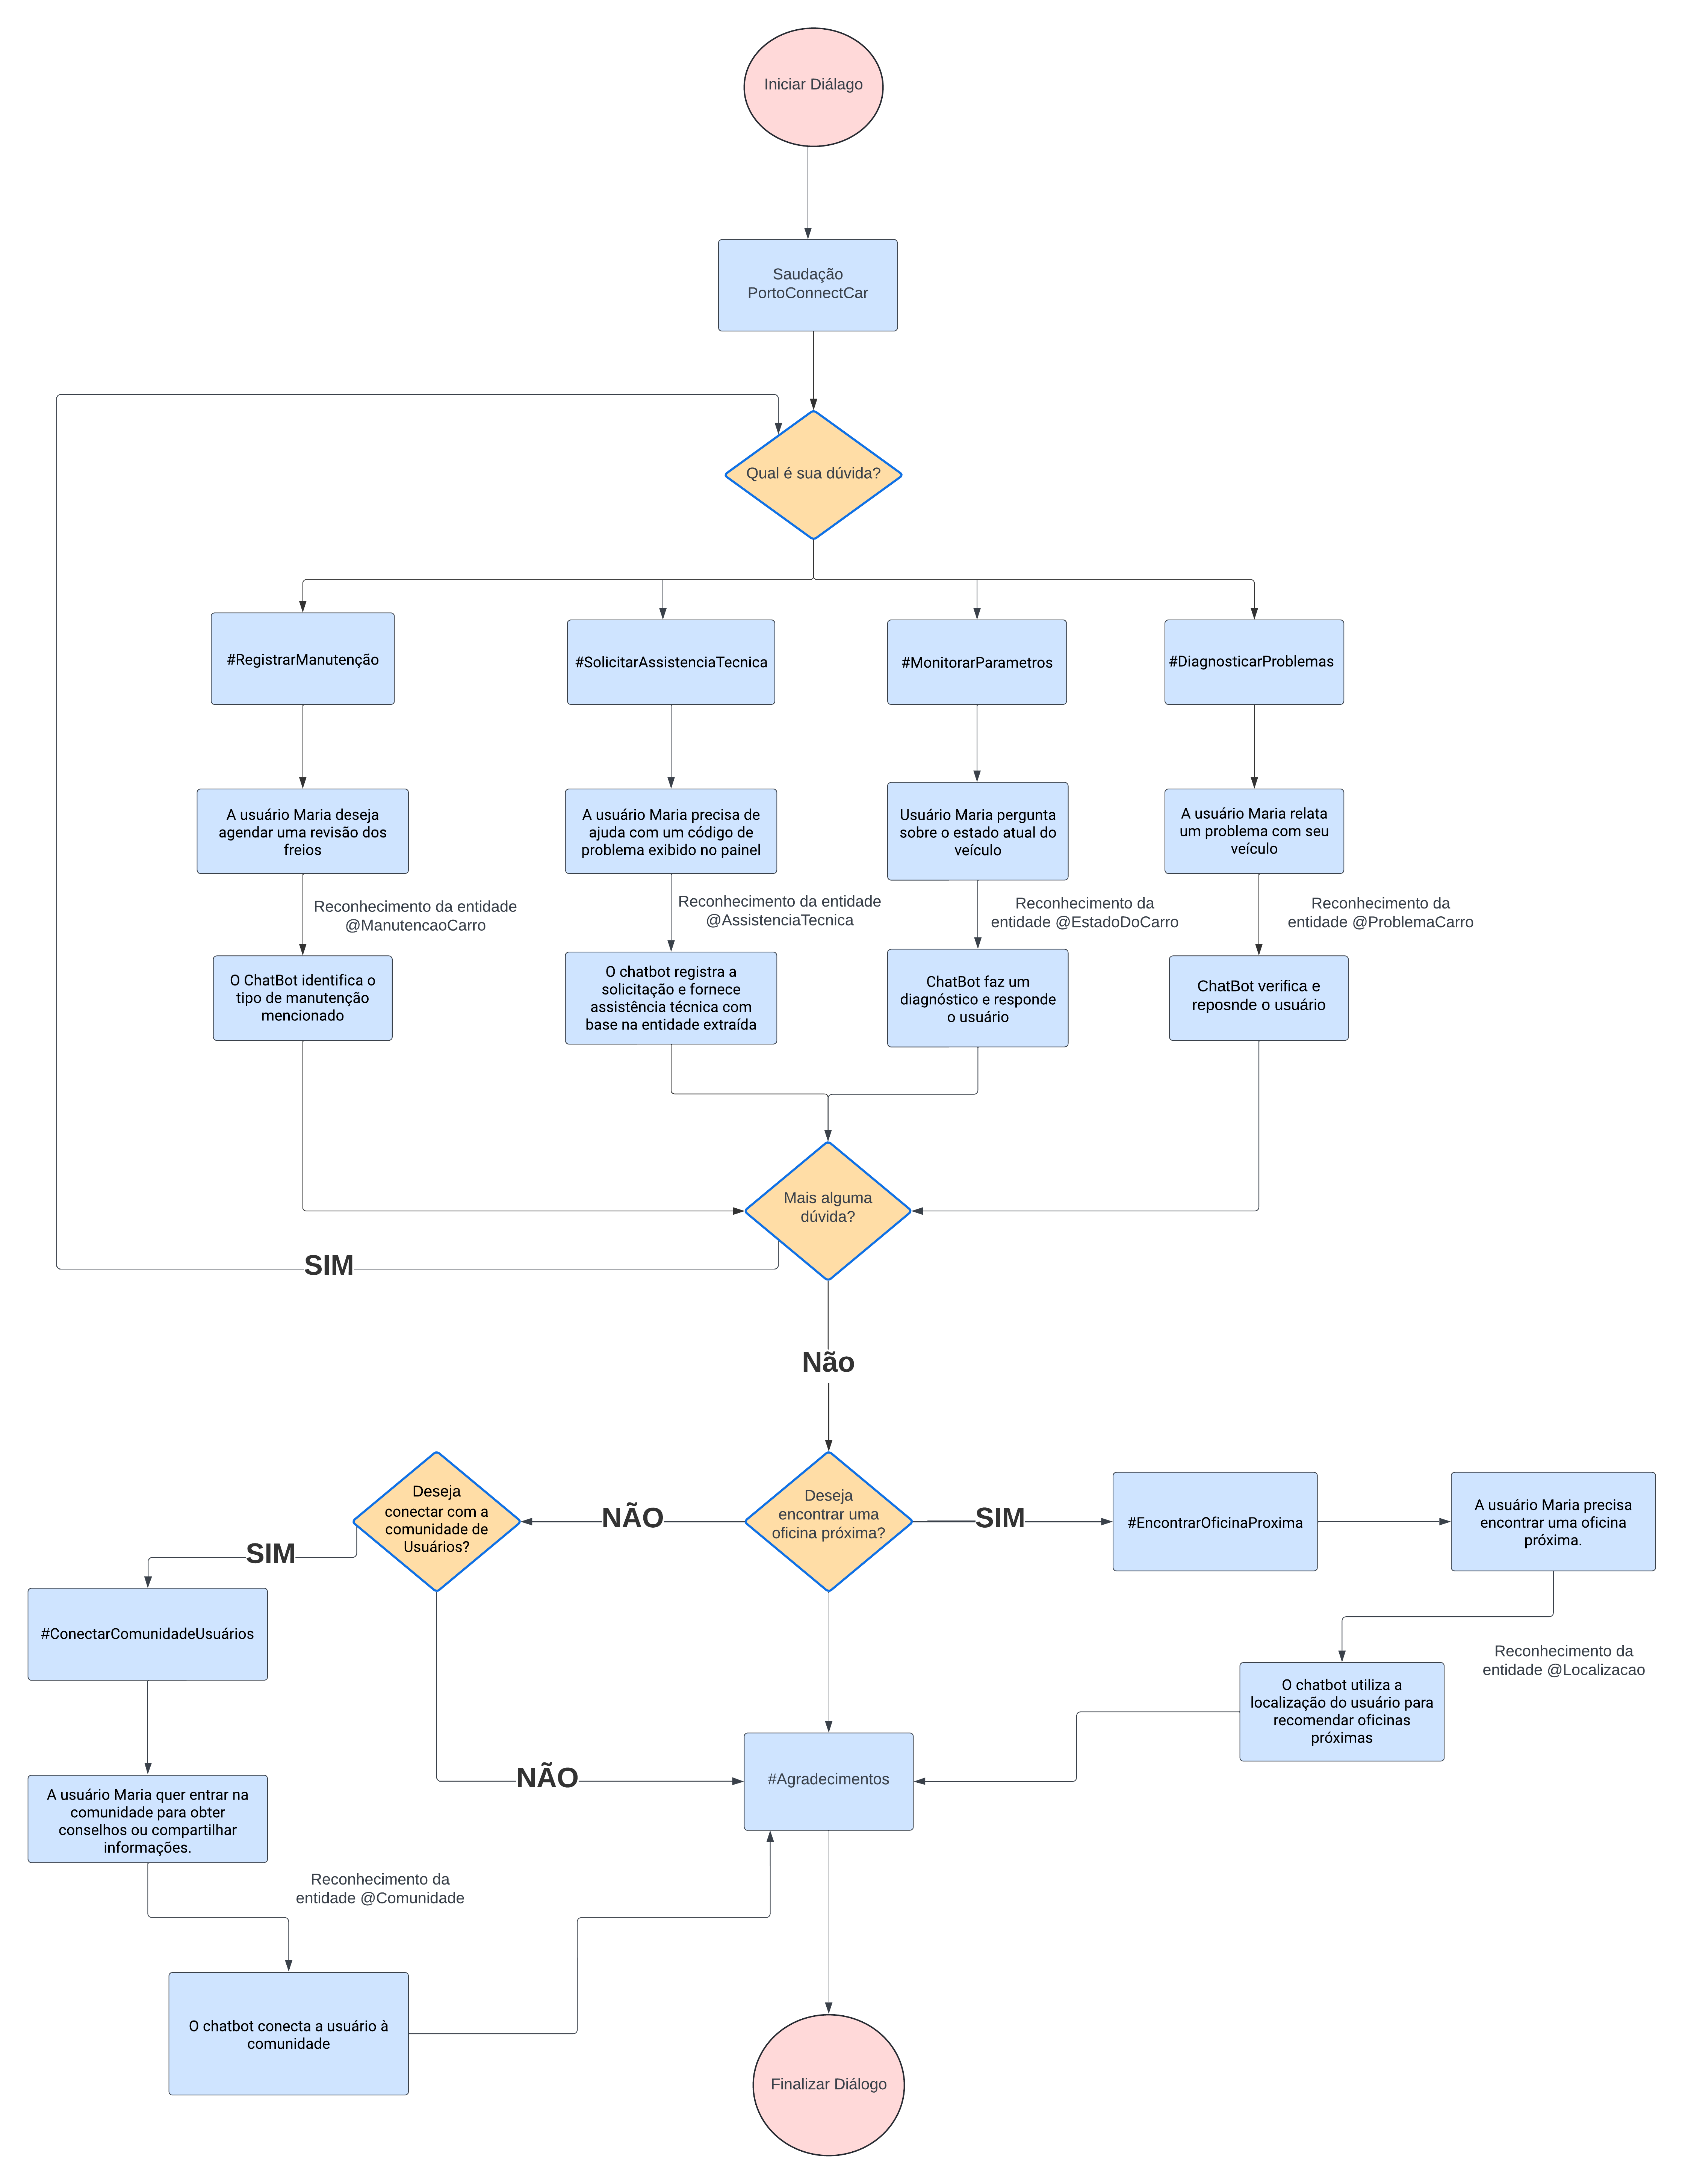 Iniciar Diálago
Saudação
PortoConnectCar
Qual é sua dúvida?
#RegistrarManutenção
#SolicitarAssistenciaTecnica
#MonitorarParametros
#DiagnosticarProblemas
A usuário Maria deseja
agendar uma revisão dos
freios
A usuário Maria precisa de
ajuda com um código de
problema exibido no painel
Usuário Maria pergunta
sobre o estado atual do
veículo
A usuário Maria relata
um problema com seu
veículo
Reconhecimento da entidade
@ManutencaoCarro
Reconhecimento da entidade
@AssistenciaTecnica
Reconhecimento da
entidade @EstadoDoCarro
Reconhecimento da
entidade @ProblemaCarro
O ChatBot identifica o
tipo de manutenção
mencionado
O chatbot registra a
solicitação e fornece
assistência técnica com
base na entidade extraída
ChatBot faz um
diagnóstico e responde
o usuário
ChatBot verifica e
reposnde o usuário
Mais alguma
dúvida?
SIM
Não
Deseja
conectar com a
comunidade de
Usuários?
NÃO
Deseja
encontrar uma
oficina próxima?
SIM
#EncontrarOficinaProxima
A usuário Maria precisa
encontrar uma oficina
próxima.
SIM
#ConectarComunidadeUsuários
Reconhecimento da
entidade @Localizacao
O chatbot utiliza a
localização do usuário para
recomendar oficinas
próximas
NÃO
#Agradecimentos
A usuário Maria quer entrar na
comunidade para obter
conselhos ou compartilhar
informações.
Reconhecimento da
entidade @Comunidade
O chatbot conecta a usuário à
comunidade
Finalizar Diálogo